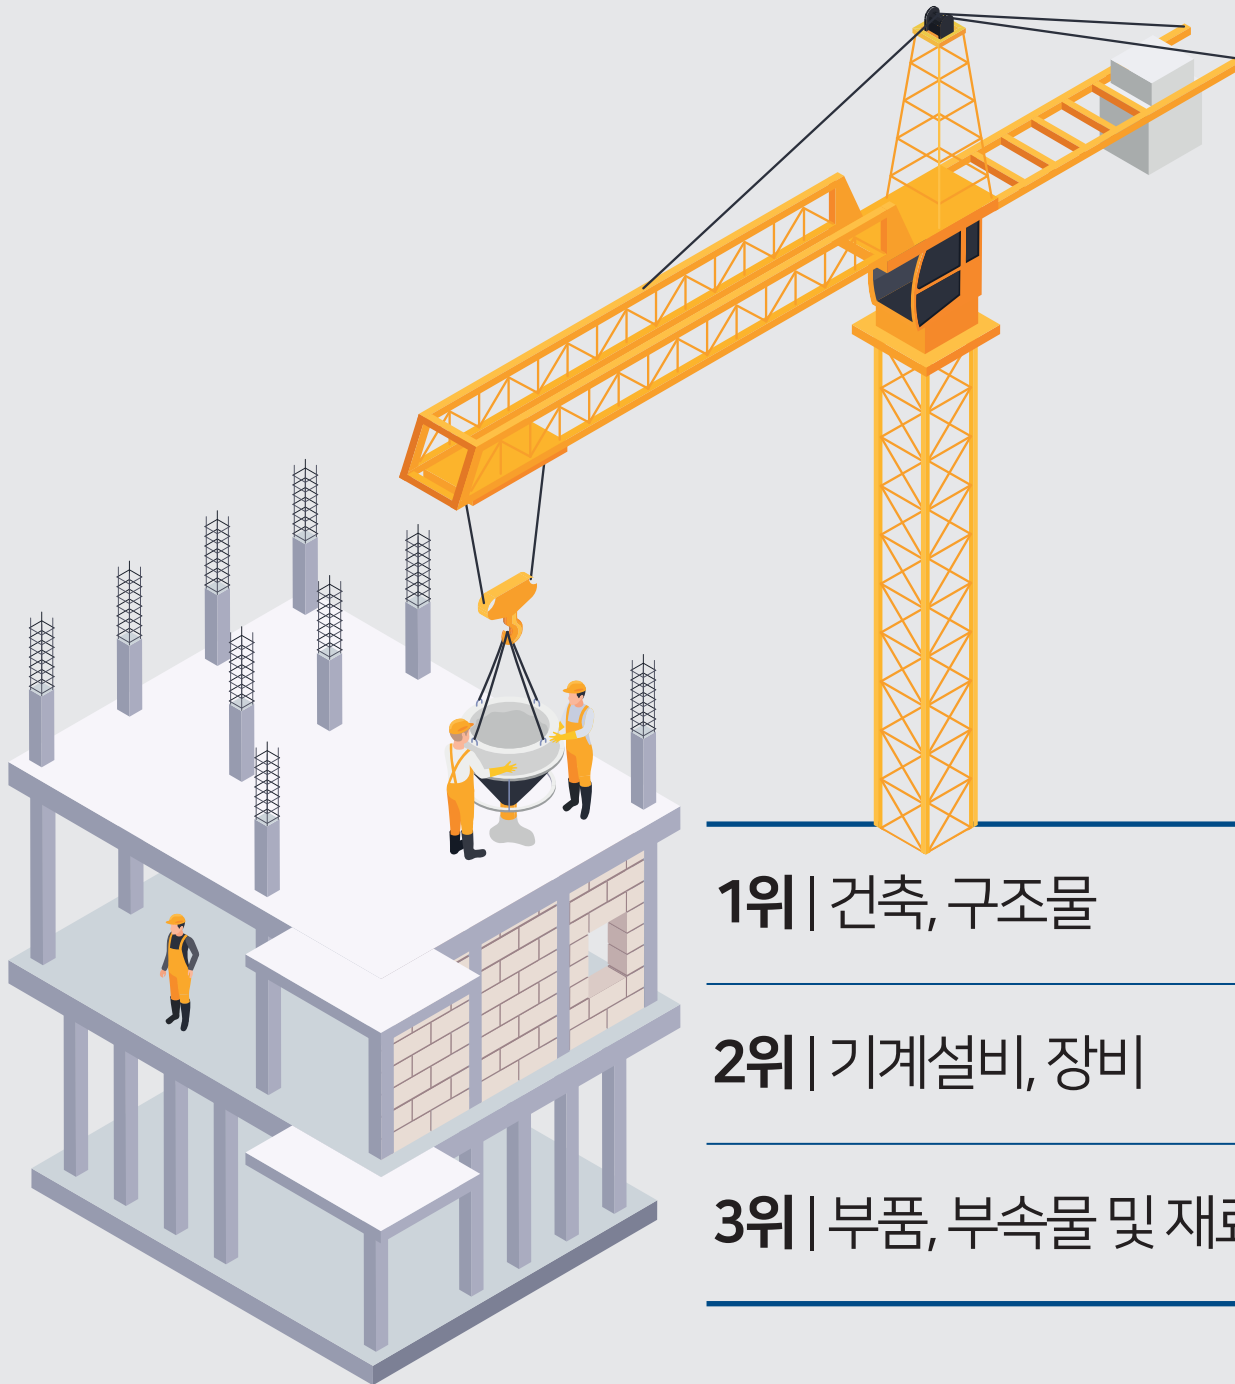 1위 | 건축, 구조물
2위 | 기계설비, 장비
3위 | 부품, 부속물 및